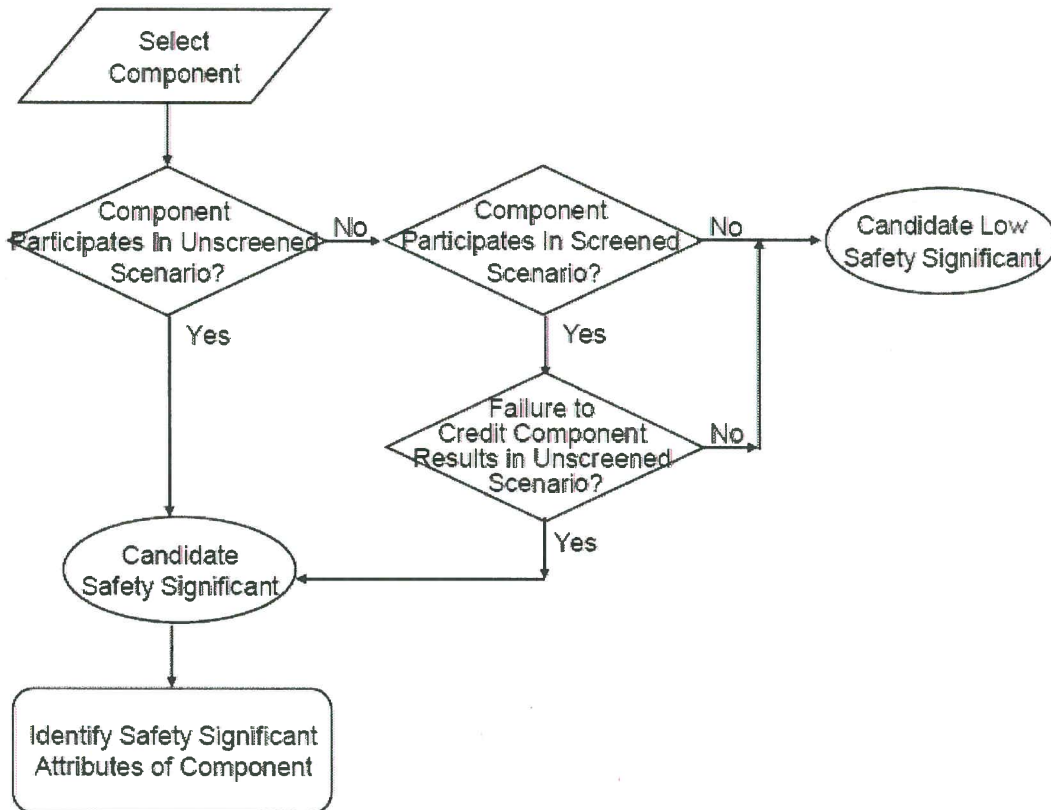 Select
Component
Component
Participates In Unscreened
Scenario?
No
Component
Participates In Screened
Scenario?
No
Candidate Low
Safety Significant
Yes
Yes
Failure to
Credit Component
Results in Unscreened
Scenario?
No
Yes
Candidate
Safety Significant
Identify Safety Significant
Attributes of Component